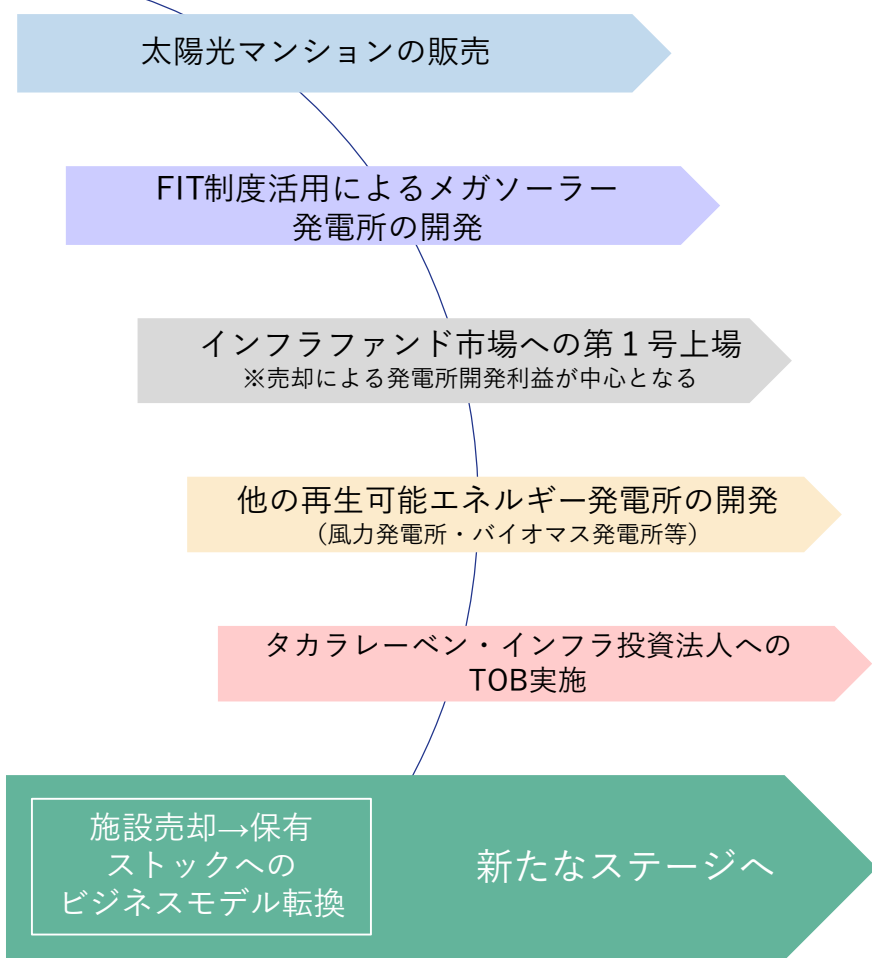 太陽光マンションの販売
FIT制度活用によるメガソーラー
発電所の開発
インフラファンド市場への第１号上場
※売却による発電所開発利益が中心となる
他の再生可能エネルギー発電所の開発
（風力発電所・バイオマス発電所等）
タカラレーベン・インフラ投資法人への
TOB実施
施設売却→保有
ストックへの
ビジネスモデル転換
新たなステージへ